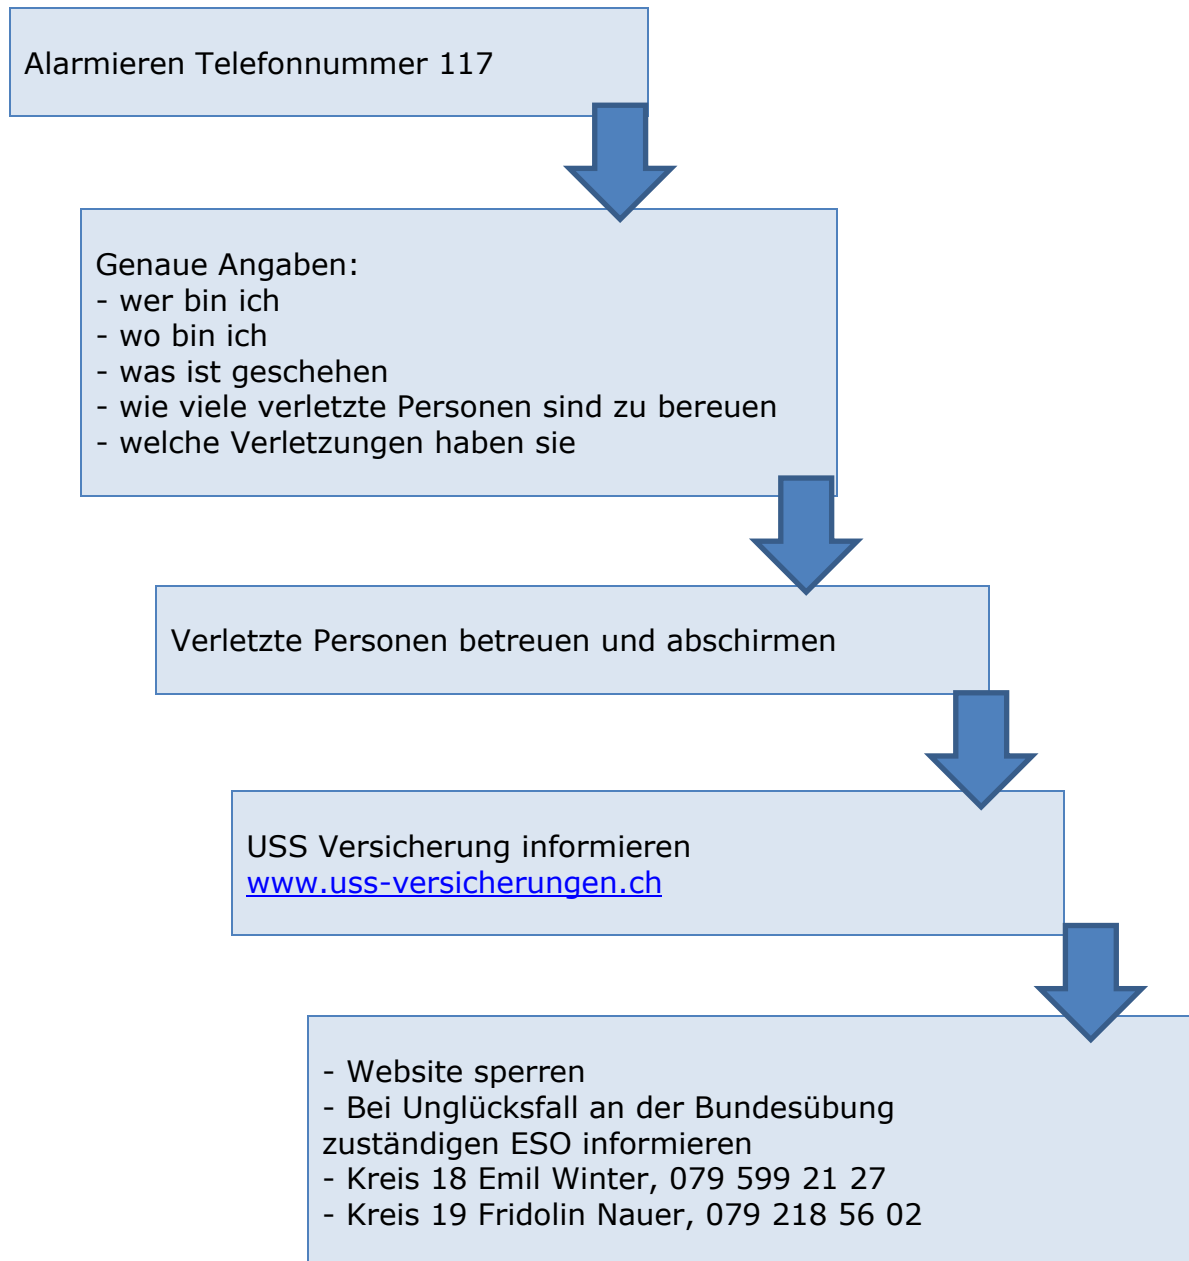 Alarmieren Telefonnummer 117
Genaue Angaben:
- wer bin ich
- wo bin ich
- was ist geschehen
- wie viele verletzte Personen sind zu bereuen
- welche Verletzungen haben sie
Verletzte Personen betreuen und abschirmen
USS Versicherung informieren
www.uss-versicherungen.ch
- Website sperren
- Bei Unglücksfall an der Bundesübung
zuständigen ESO informieren
- Kreis 18 Emil Winter, 079 599 21 27
- Kreis 19 Fridolin Nauer, 079 218 56 02